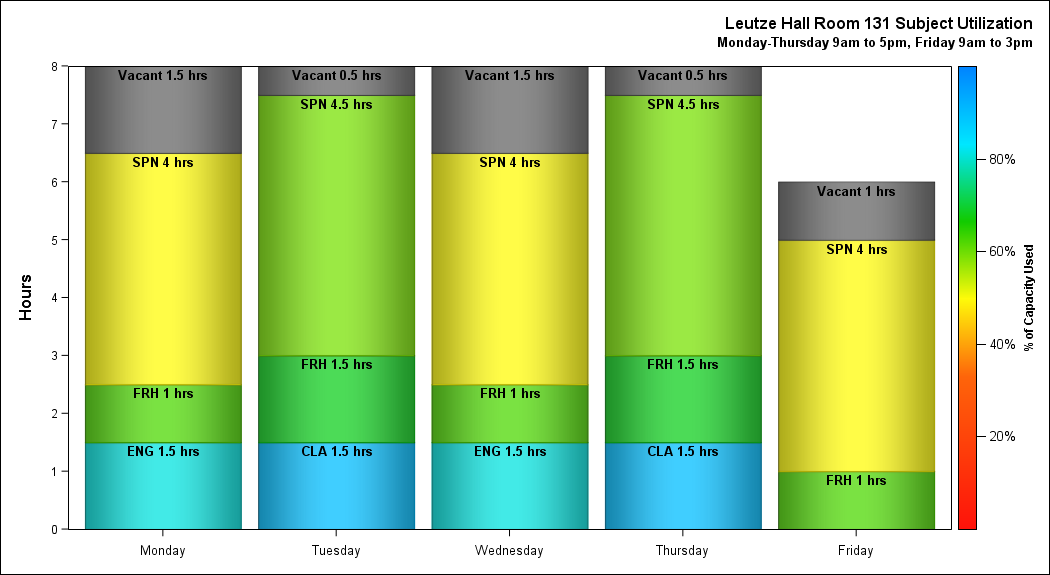 Leutze Hall Room 131 Subject Utilization
Monday-Thursday 9am to 5pm, Friday 9am to 3pm
Hours
8
7
6
5
4
3
2
1
0
Vacant 1.5 hrs
SPN 4 hrs
FRH 1 hrs
ENG 1.5 hrs
Monday
Vacant 0.5 hrs
SPN 4.5 hrs
FRH 1.5 hrs
CLA 1.5 hrs
Tuesday
Vacant 1.5 hrs
SPN 4 hrs
FRH 1 hrs
ENG 1.5 hrs
Wednesday
Vacant 0.5 hrs
SPN 4.5 hrs
FRH 1.5 hrs
CLA 1.5 hrs
Thursday
Vacant 1 hrs
SPN 4 hrs
FRH 1 hrs
Friday
80%
60%
40%
20%
% of Capacity Used